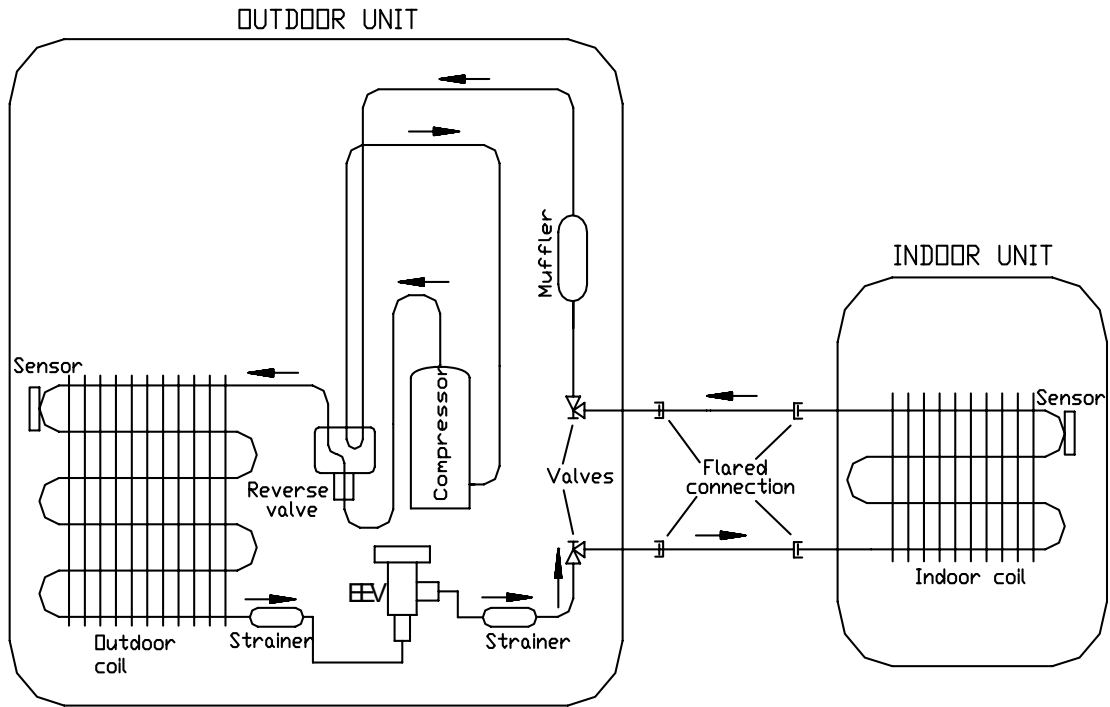 OUTDOOR UNIT
INDOOR UNIT
Muffler
Sensor
Compressor
Sensor
Reverse
valve
Valves
Flared
connection
EEV
Indoor coil
Strainer
Strainer
Outdoor
coil